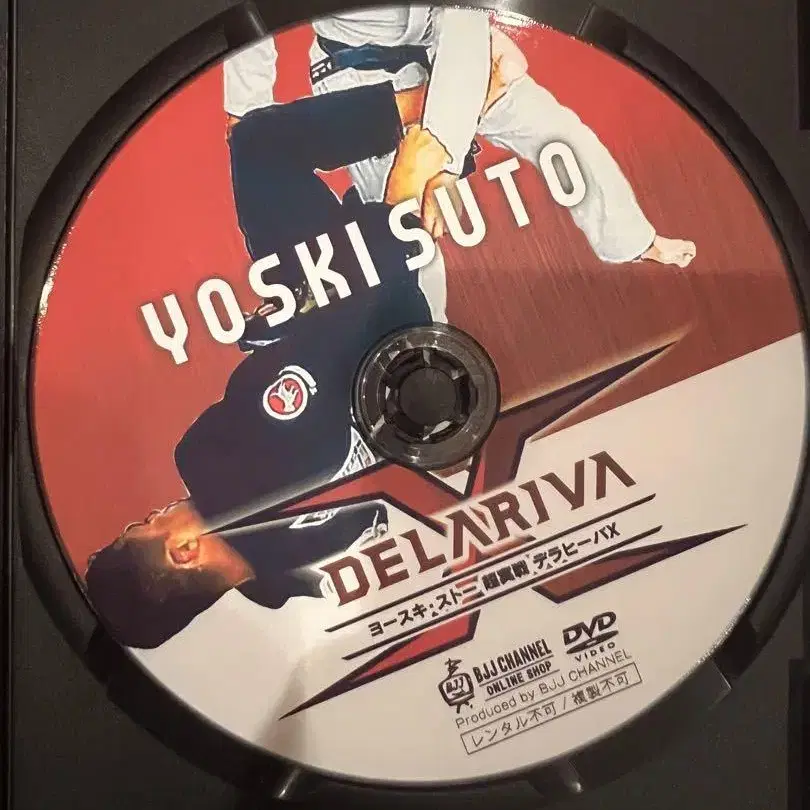 YOSKI SUTO
DELARIVA
ヨースキ・ストー 超実戦 デラヒーバX
BJJ
BJJ CHANNEL
ONLINE SHOP
DVD
VIDEO
Produced by BJJ CHANNEL
レンタル不可 / 複製不可